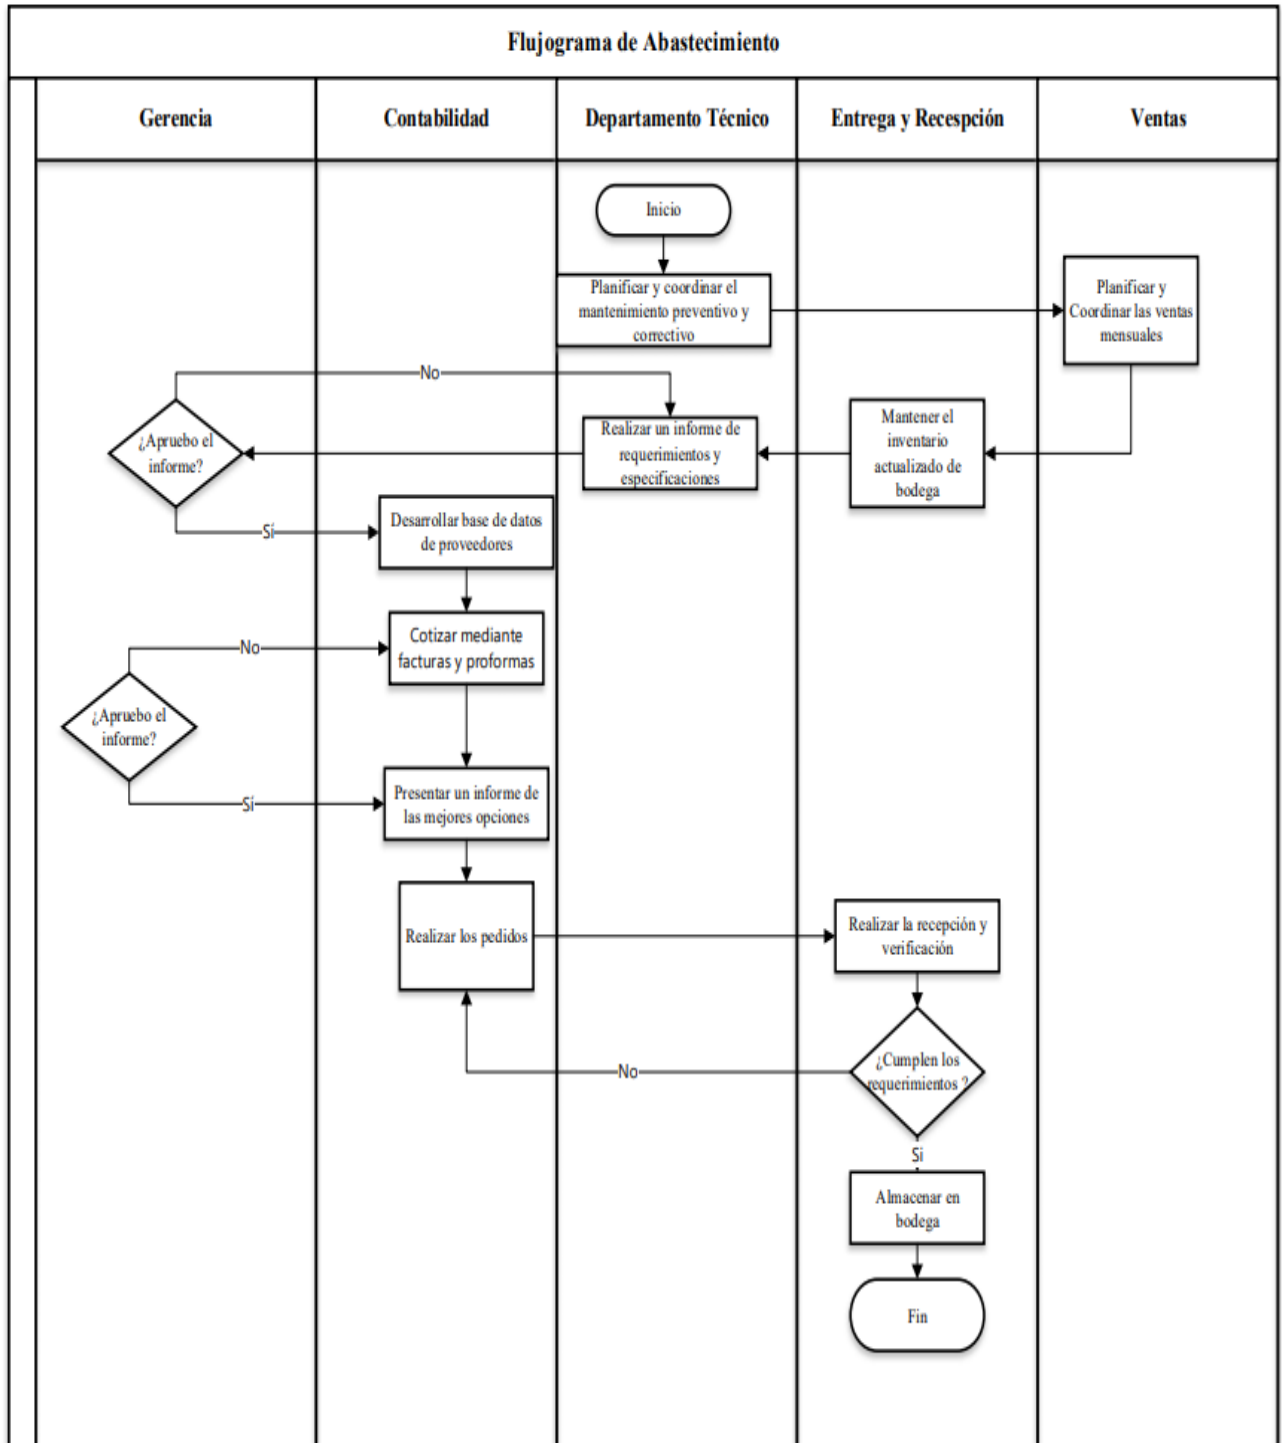 Flujograma de Abastecimiento
Gerencia
Contabilidad
Departamento Técnico
Entrega y Recespción
Ventas
Inicio
Planificar y coordinar el
mantenimiento preventivo y
correctivo
Planificar y
Coordinar las ventas
mensuales
No
¿Apruebo el
informe?
Realizar un informe de
requerimientos y
especificaciones
Mantener el
inventario
actualizado de
bodega
Sí
Desarrollar base de datos
de proveedores
No
Cotizar mediante
facturas y proformas
¿Apruebo el
informe?
Sí
Presentar un informe de
las mejores opciones
Realizar los pedidos
Realizar la recepción y
verificación
¿Cumplen los
requerimientos ?
No
Si
Almacenar en
bodega
Fin